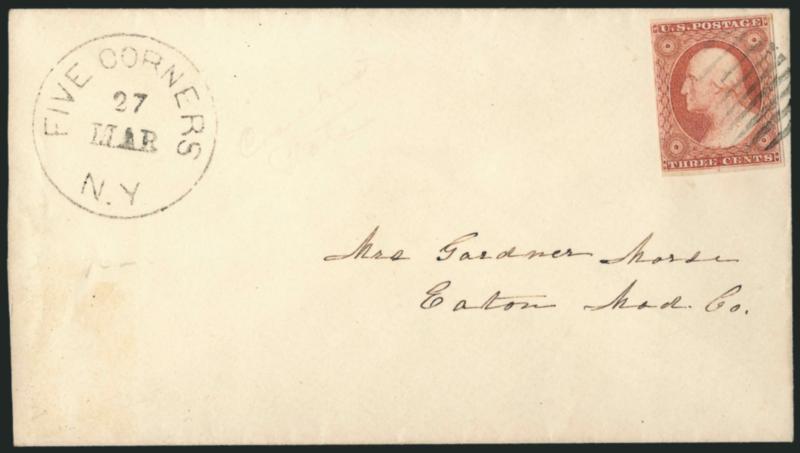 FIVE CORNERS
27
MAR
N.Y
U.S. POSTAGE
THREE CENTS
Mrs Gardner Morse
Eaton Mad. Co.